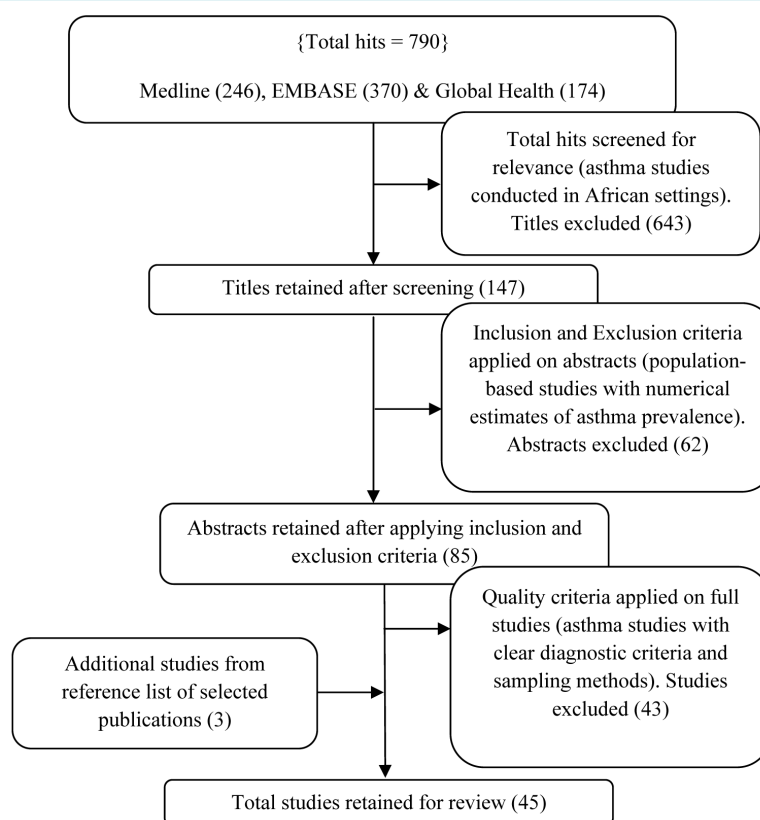 {Total hits = 790}
Medline (246), EMBASE (370) & Global Health (174)
Total hits screened for
relevance (asthma studies
conducted in African settings).
Titles excluded (643)
Titles retained after screening (147)
Inclusion and Exclusion criteria
applied on abstracts (population-
based studies with numerical
estimates of asthma prevalence).
Abstracts excluded (62)
Abstracts retained after applying inclusion and
exclusion criteria (85)
Quality criteria applied on full
studies (asthma studies with
clear diagnostic criteria and
sampling methods). Studies
excluded (43)
Additional studies from
reference list of selected
publications (3)
Total studies retained for review (45)